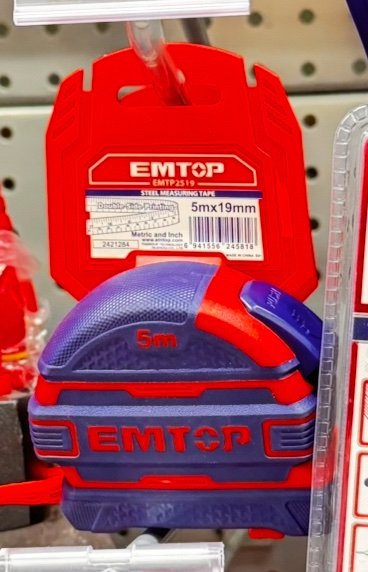 EMTOP
EMTP2519
STEEL MEASURING TAPE
Double-Side Printing
5mx19mm
Metric and Inch
www.emtop.com
2421284
6 941556 245818
MADE IN CHINA
5m
EMTOP